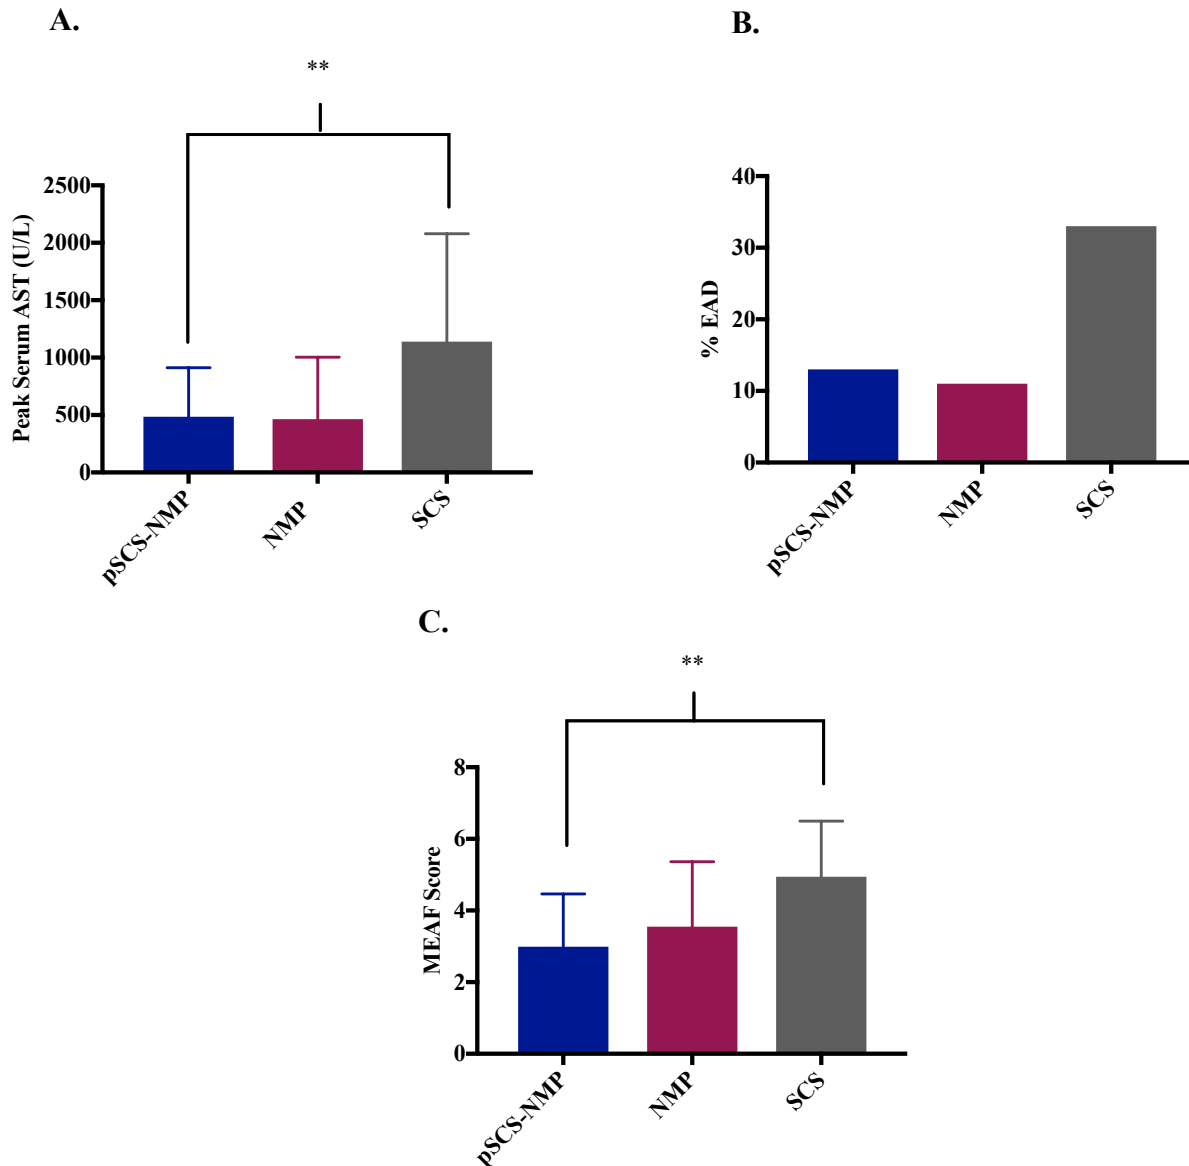 A.
**
Peak Serum AST (U/L)
2500
2000
1500
1000
500
0
pSCS-NMP
NMP
SCS
B.
% EAD
40
30
20
10
0
pSCS-NMP
NMP
SCS
C.
**
MEAF Score
8
6
4
2
0
pSCS-NMP
NMP
SCS